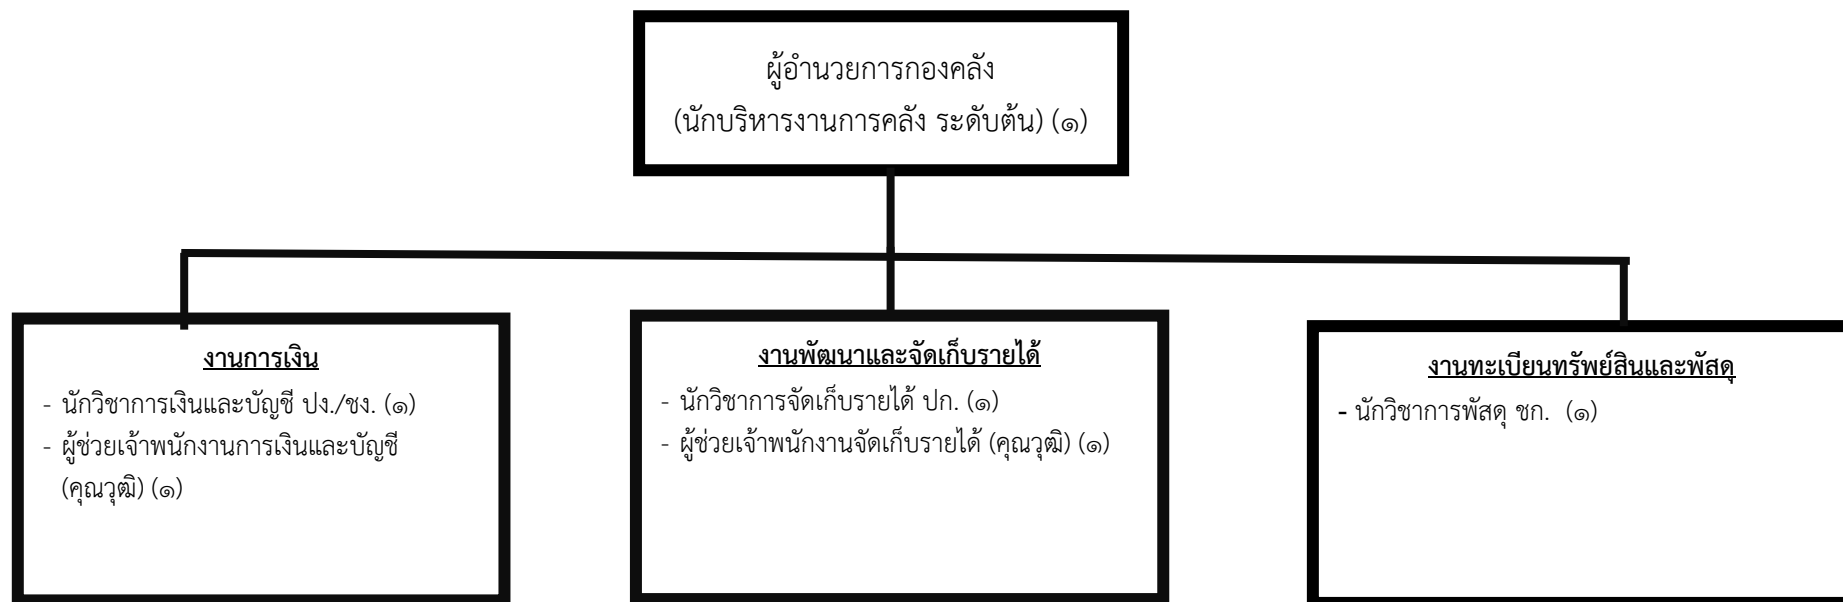 ผู้อำนวยการกองคลัง
(นักบริหารงานการคลัง ระดับต้น) (๑)
งานการเงิน
- นักวิชาการเงินและบัญชี ปง./ชง. (๑)
- ผู้ช่วยเจ้าพนักงานการเงินและบัญชี
(คุณวุฒิ) (๑)
งานพัฒนาและจัดเก็บรายได้
- นักวิชาการจัดเก็บรายได้ ปก. (๑)
- ผู้ช่วยเจ้าพนักงานจัดเก็บรายได้ (คุณวุฒิ) (๑)
งานทะเบียนทรัพย์สินและพัสดุ
- นักวิชาการพัสดุ ชก. (๑)